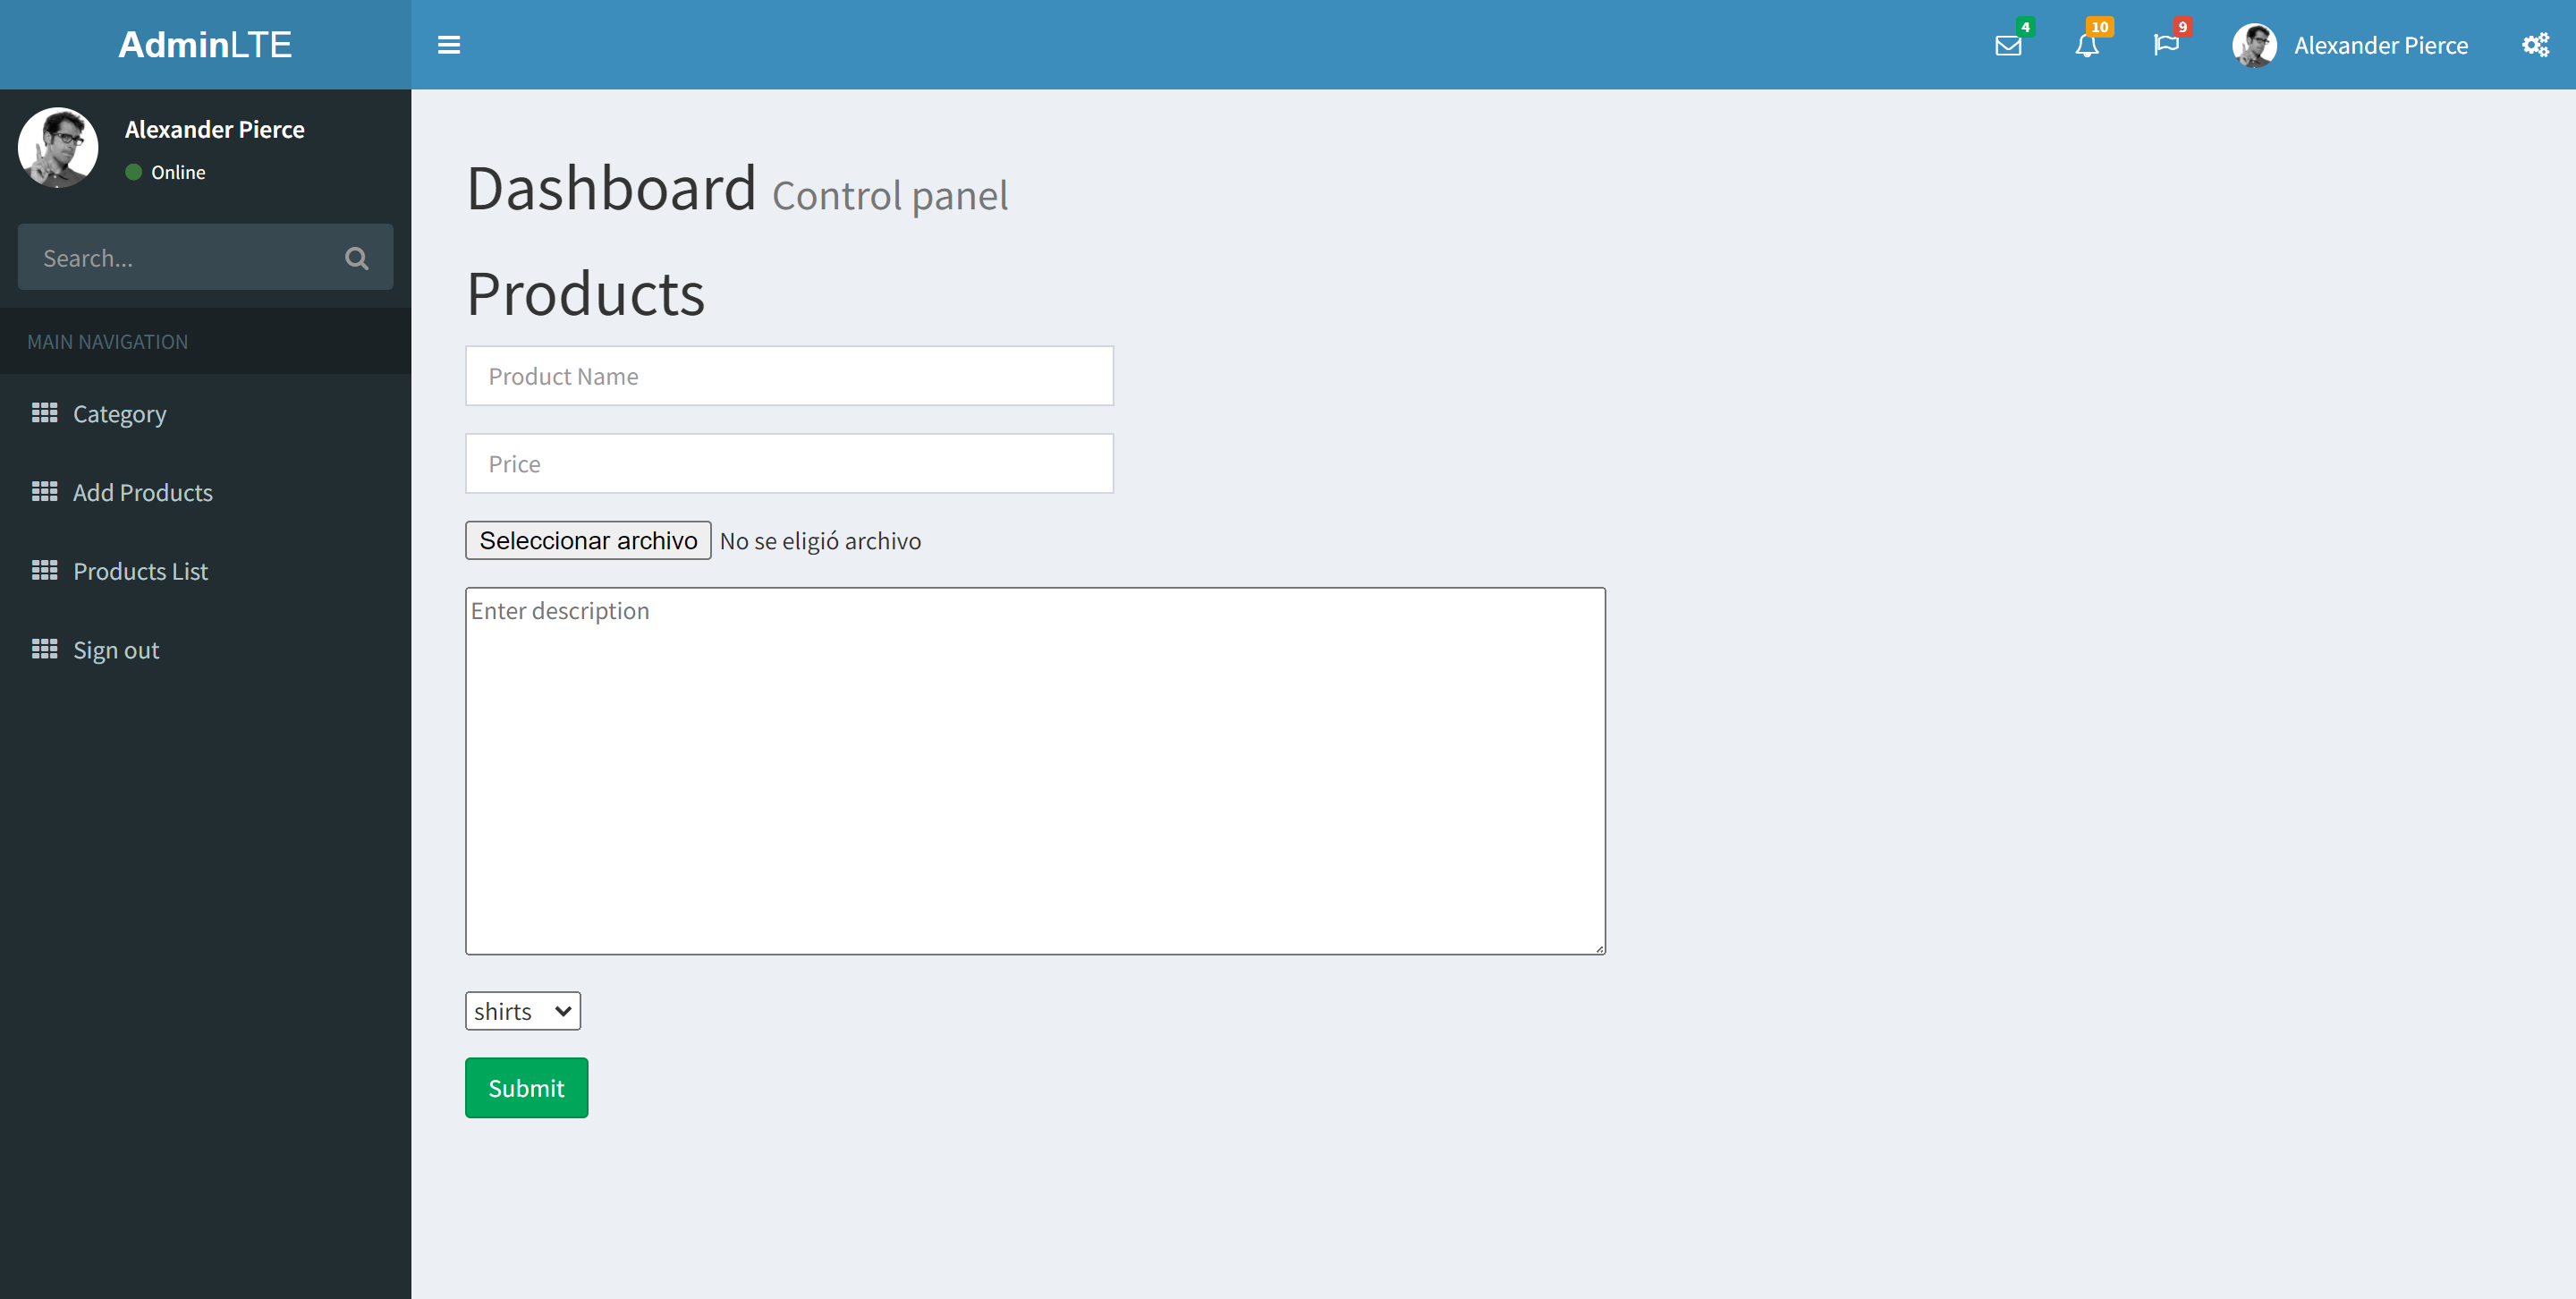 AdminLTE
4
10
9
Alexander Pierce
Alexander Pierce
Online
Search...
MAIN NAVIGATION
Category
Add Products
Products List
Sign out
Dashboard Control panel
Products
Product Name
Price
Seleccionar archivo No se eligió archivo
Enter description
shirts
Submit